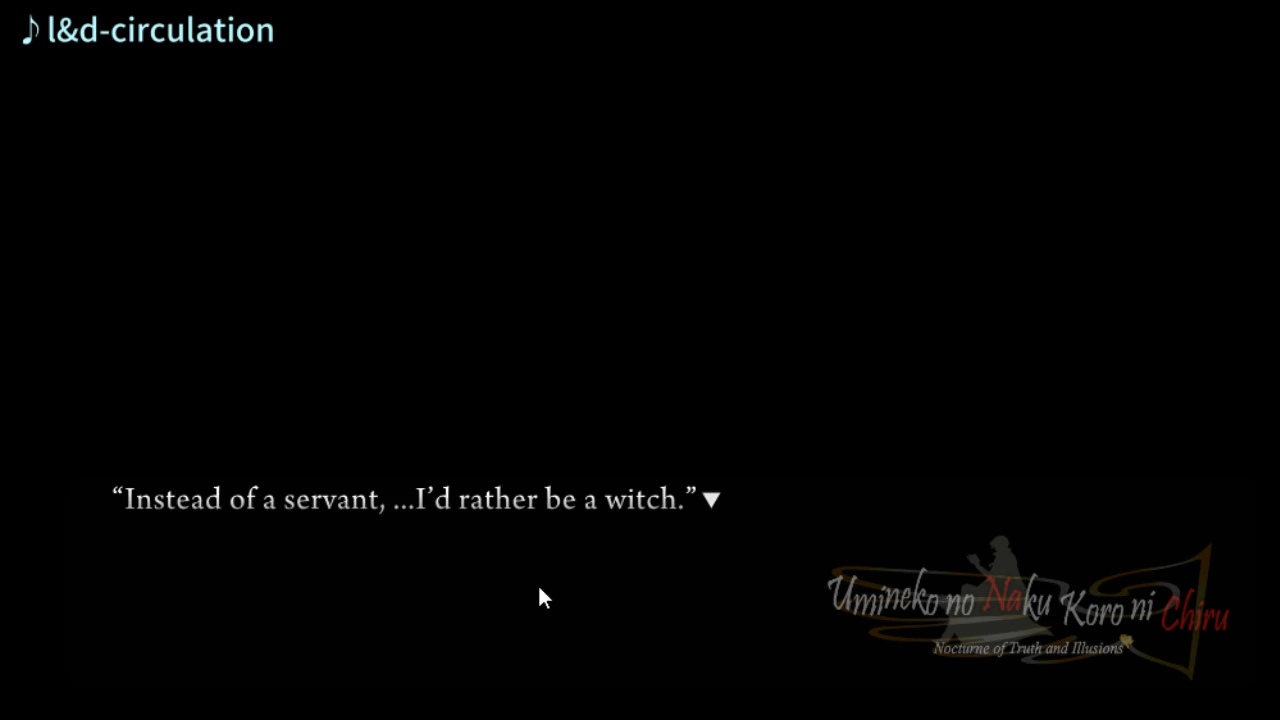 ♪ l&d-circulation
“Instead of a servant, ...I’d rather be a witch.”▼
Umineko no Naku Koro ni Chiru
Nocturne of Truth and Illusions